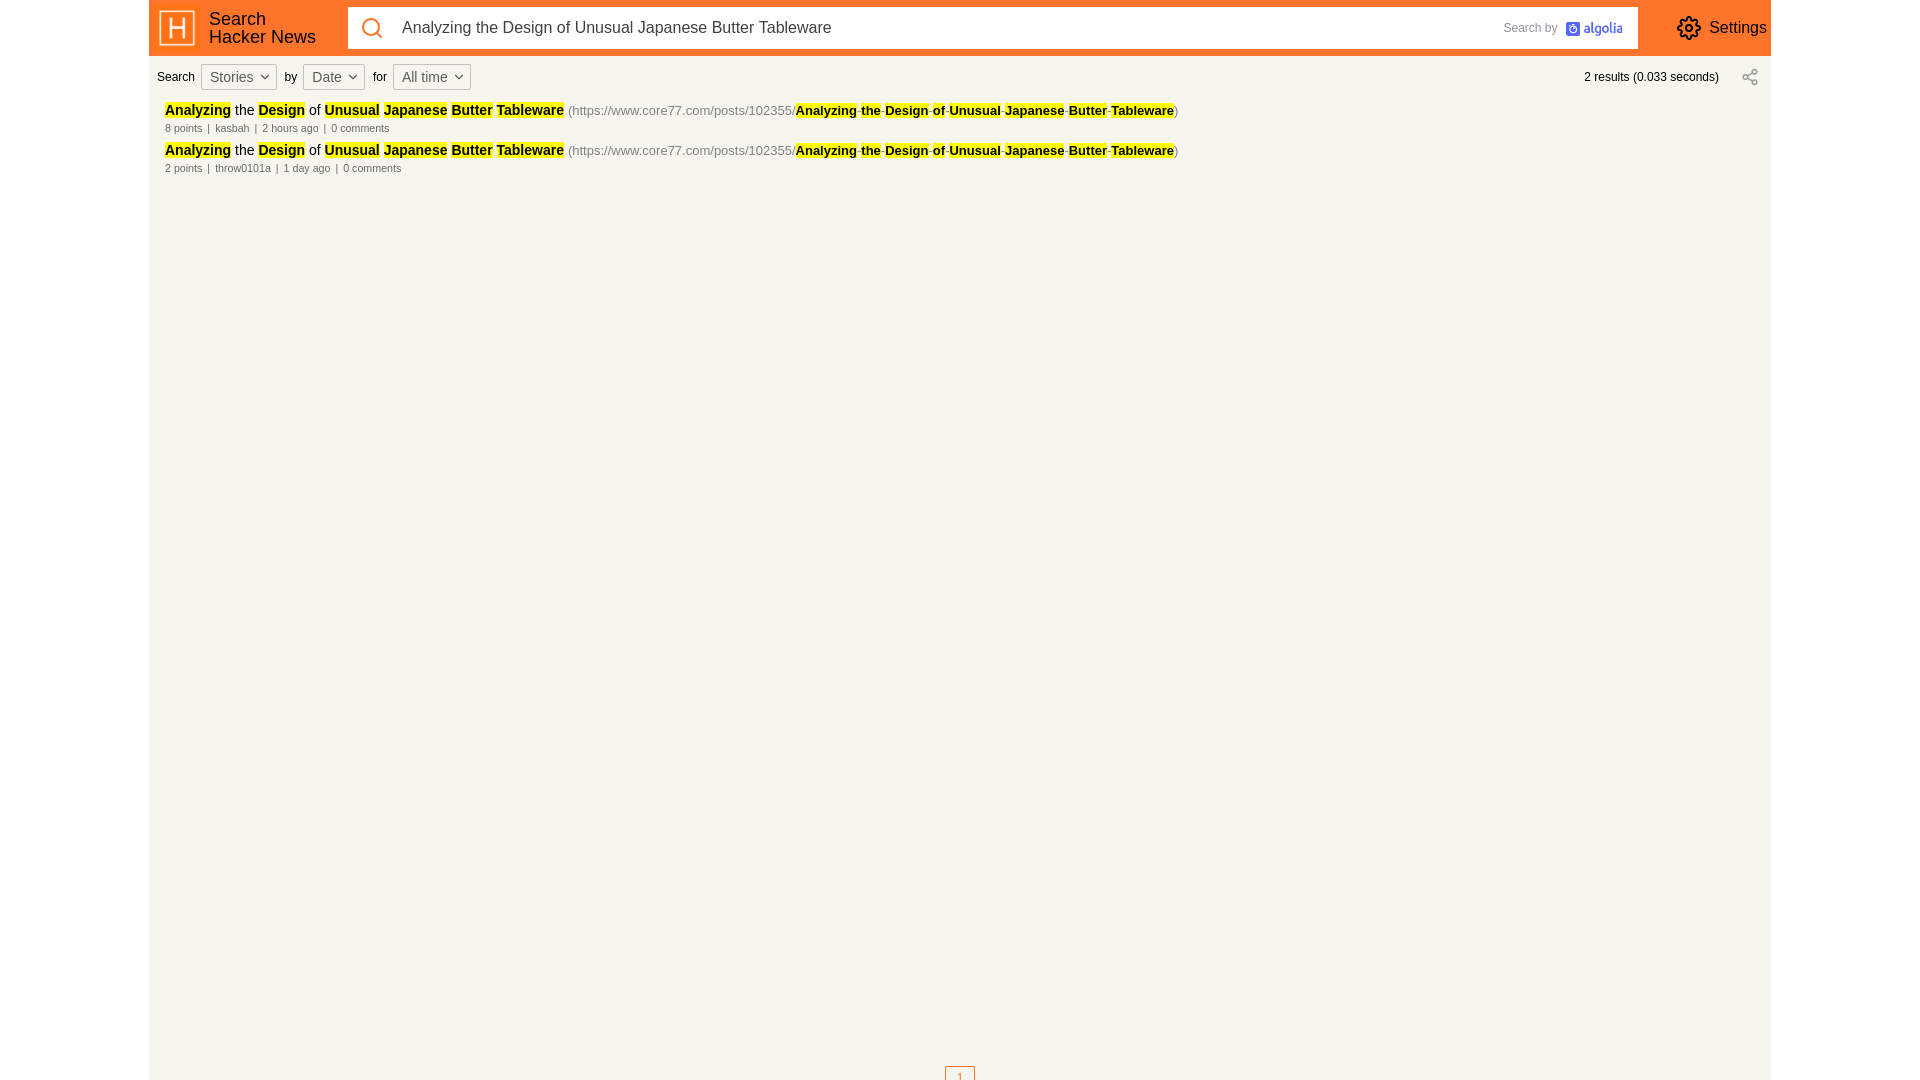 Search
Hacker News
Analyzing the Design of Unusual Japanese Butter Tableware
Search by algolia
Settings
Search Stories by Date for All time
2 results (0.033 seconds)
Analyzing the Design of Unusual Japanese Butter Tableware (https://www.core77.com/posts/102355/Analyzing-the-Design-of-Unusual-Japanese-Butter-Tableware)
8 points | kasbah | 2 hours ago | 0 comments
Analyzing the Design of Unusual Japanese Butter Tableware (https://www.core77.com/posts/102355/Analyzing-the-Design-of-Unusual-Japanese-Butter-Tableware)
2 points | throw0101a | 1 day ago | 0 comments
1